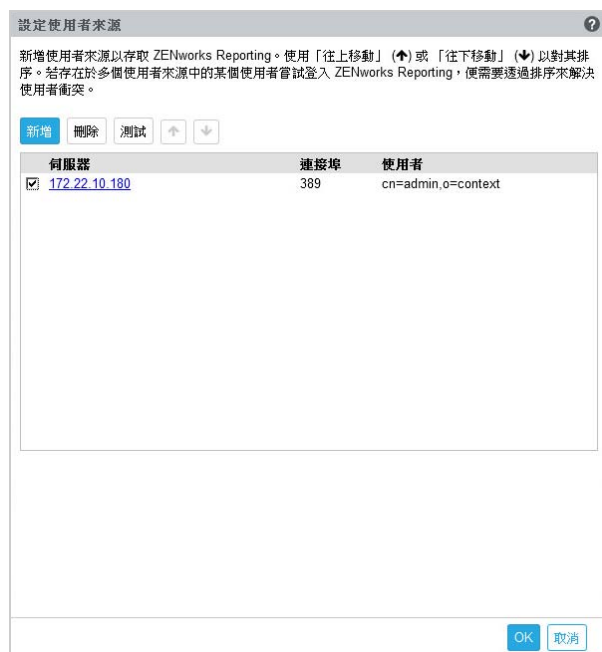 設定使用者來源
新增使用者來源以存取 ZENworks Reporting。使用「往上移動」(↑) 或 「往下移動」(↓) 以對其排
序。若存在於多個使用者來源中的某個使用者嘗試登入 ZENworks Reporting，便需要透過排序來解決
使用者衝突。
新增 刪除 測試
伺服器 連接埠 使用者
172.22.10.180 389 cn=admin,o=context
OK 取消